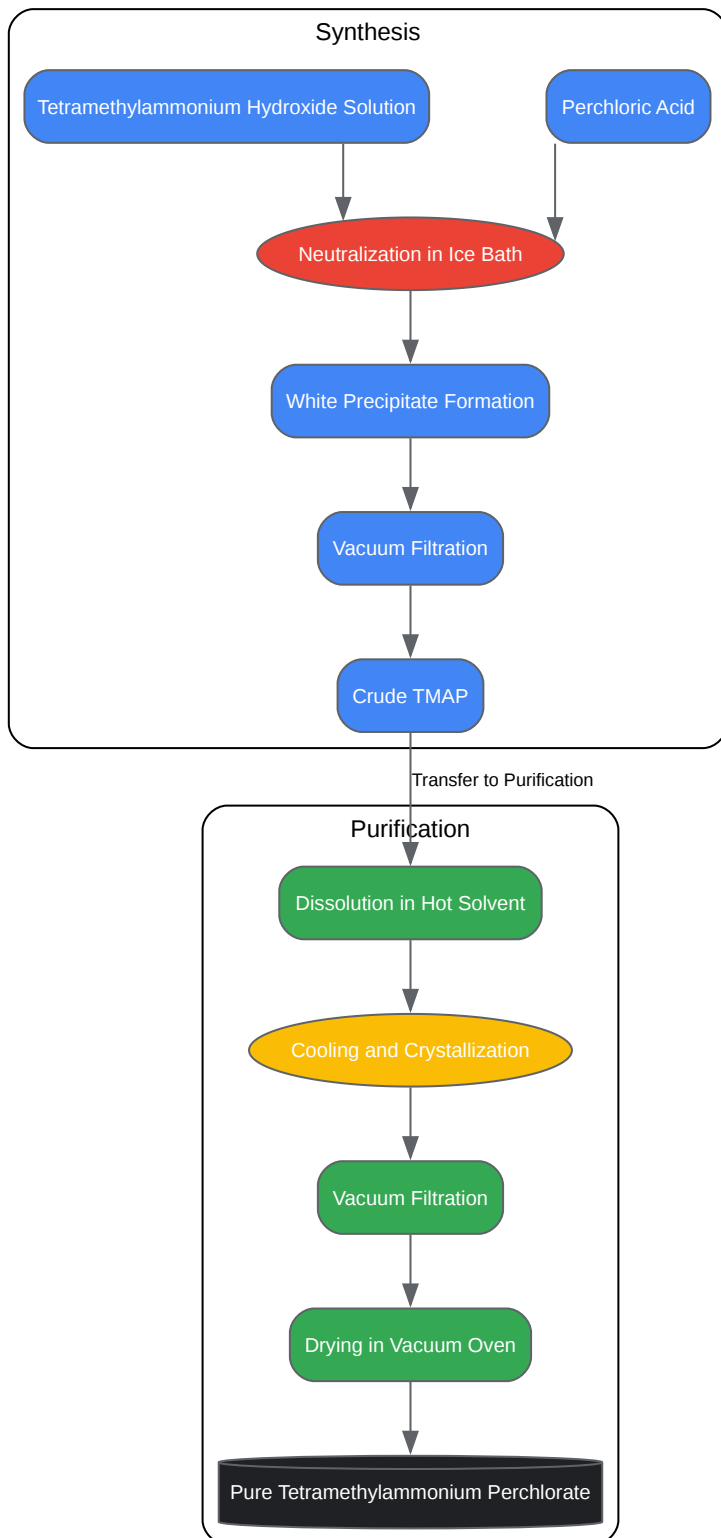 Synthesis
Tetramethylammonium Hydroxide Solution
Perchloric Acid
Neutralization in Ice Bath
White Precipitate Formation
Vacuum Filtration
Crude TMAP
Transfer to Purification
Purification
Dissolution in Hot Solvent
Cooling and Crystallization
Vacuum Filtration
Drying in Vacuum Oven
Pure Tetramethylammonium Perchlorate